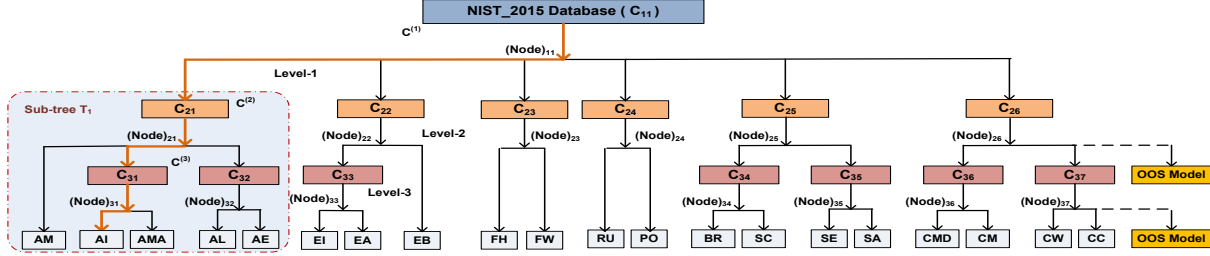 NIST_2015 Database ( C11 )
C(1)
(Node)11
Level-1
Sub-tree T1
C21
C(2)
C22
C23
C24
C25
C26
(Node)21
(Node)22
Level-2
(Node)23
(Node)24
(Node)25
(Node)26
C(3)
C31
C32
C33
Level-3
C34
C35
C36
C37
OOS Model
(Node)31
(Node)32
(Node)33
(Node)34
(Node)35
(Node)36
(Node)37
AM
AI
AMA
AL
AE
EI
EA
EB
FH
FW
RU
PO
BR
SC
SE
SA
CMD
CM
CW
CC
OOS Model